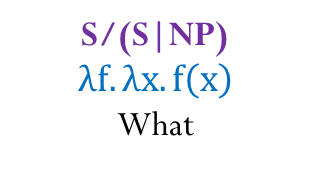 S/(S|NP)
λf. λx. f(x)
What